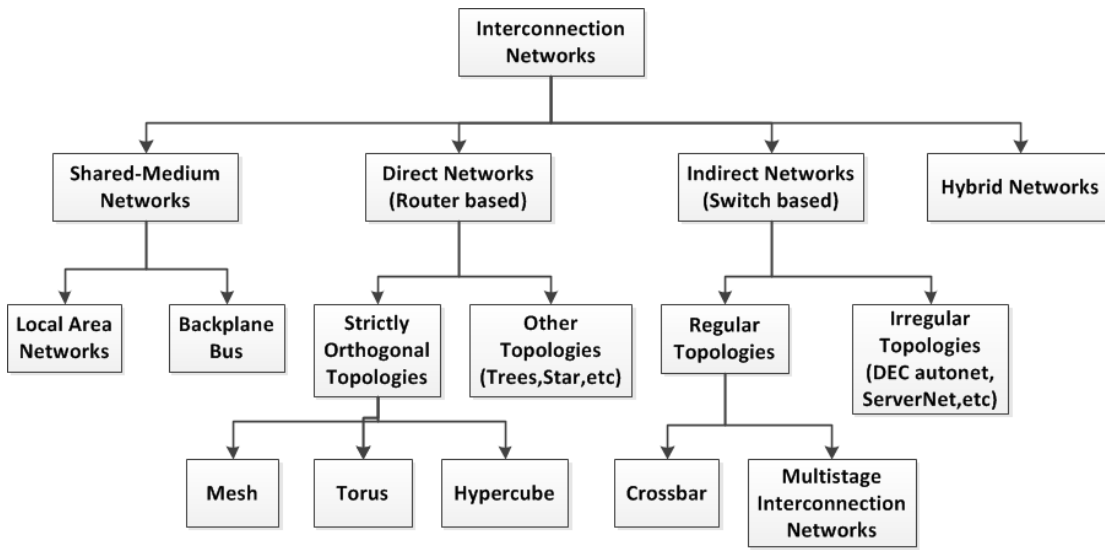 Interconnection
Networks
Shared-Medium
Networks
Direct Networks
(Router based)
Indirect Networks
(Switch based)
Hybrid Networks
Local Area
Networks
Backplane
Bus
Strictly
Orthogonal
Topologies
Other
Topologies
(Trees,Star,etc)
Regular
Topologies
Irregular
Topologies
(DEC autonet,
ServerNet,etc)
Mesh
Torus
Hypercube
Crossbar
Multistage
Interconnection
Networks